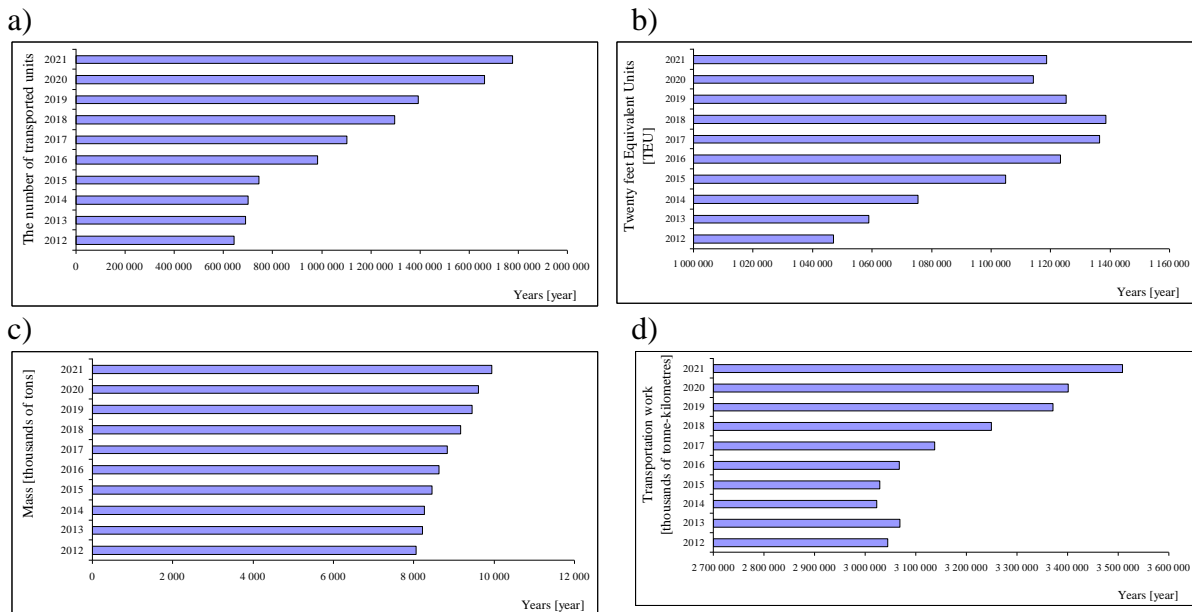 a)
The number of transported units
2021
2020
2019
2018
2017
2016
2015
2014
2013
2012
0 200 000 400 000 600 000 800 000 1 000 000 1 200 000 1 400 000 1 600 000 1 800 000 2 000 000
Years [year]
b)
Twenty feet Equivalent Units
[TEU]
2021
2020
2019
2018
2017
2016
2015
2014
2013
2012
1 000 000 1 020 000 1 040 000 1 060 000 1 080 000 1 100 000 1 120 000 1 140 000 1 160 000
Years [year]
c)
Mass [thousands of tons]
2021
2020
2019
2018
2017
2016
2015
2014
2013
2012
0 2 000 4 000 6 000 8 000 10 000 12 000
Years [year]
d)
Transportation work
[thousands of tonne-kilometres]
2021
2020
2019
2018
2017
2016
2015
2014
2013
2012
2 700 000 2 800 000 2 900 000 3 000 000 3 100 000 3 200 000 3 300 000 3 400 000 3 500 000 3 600 000
Years [year]